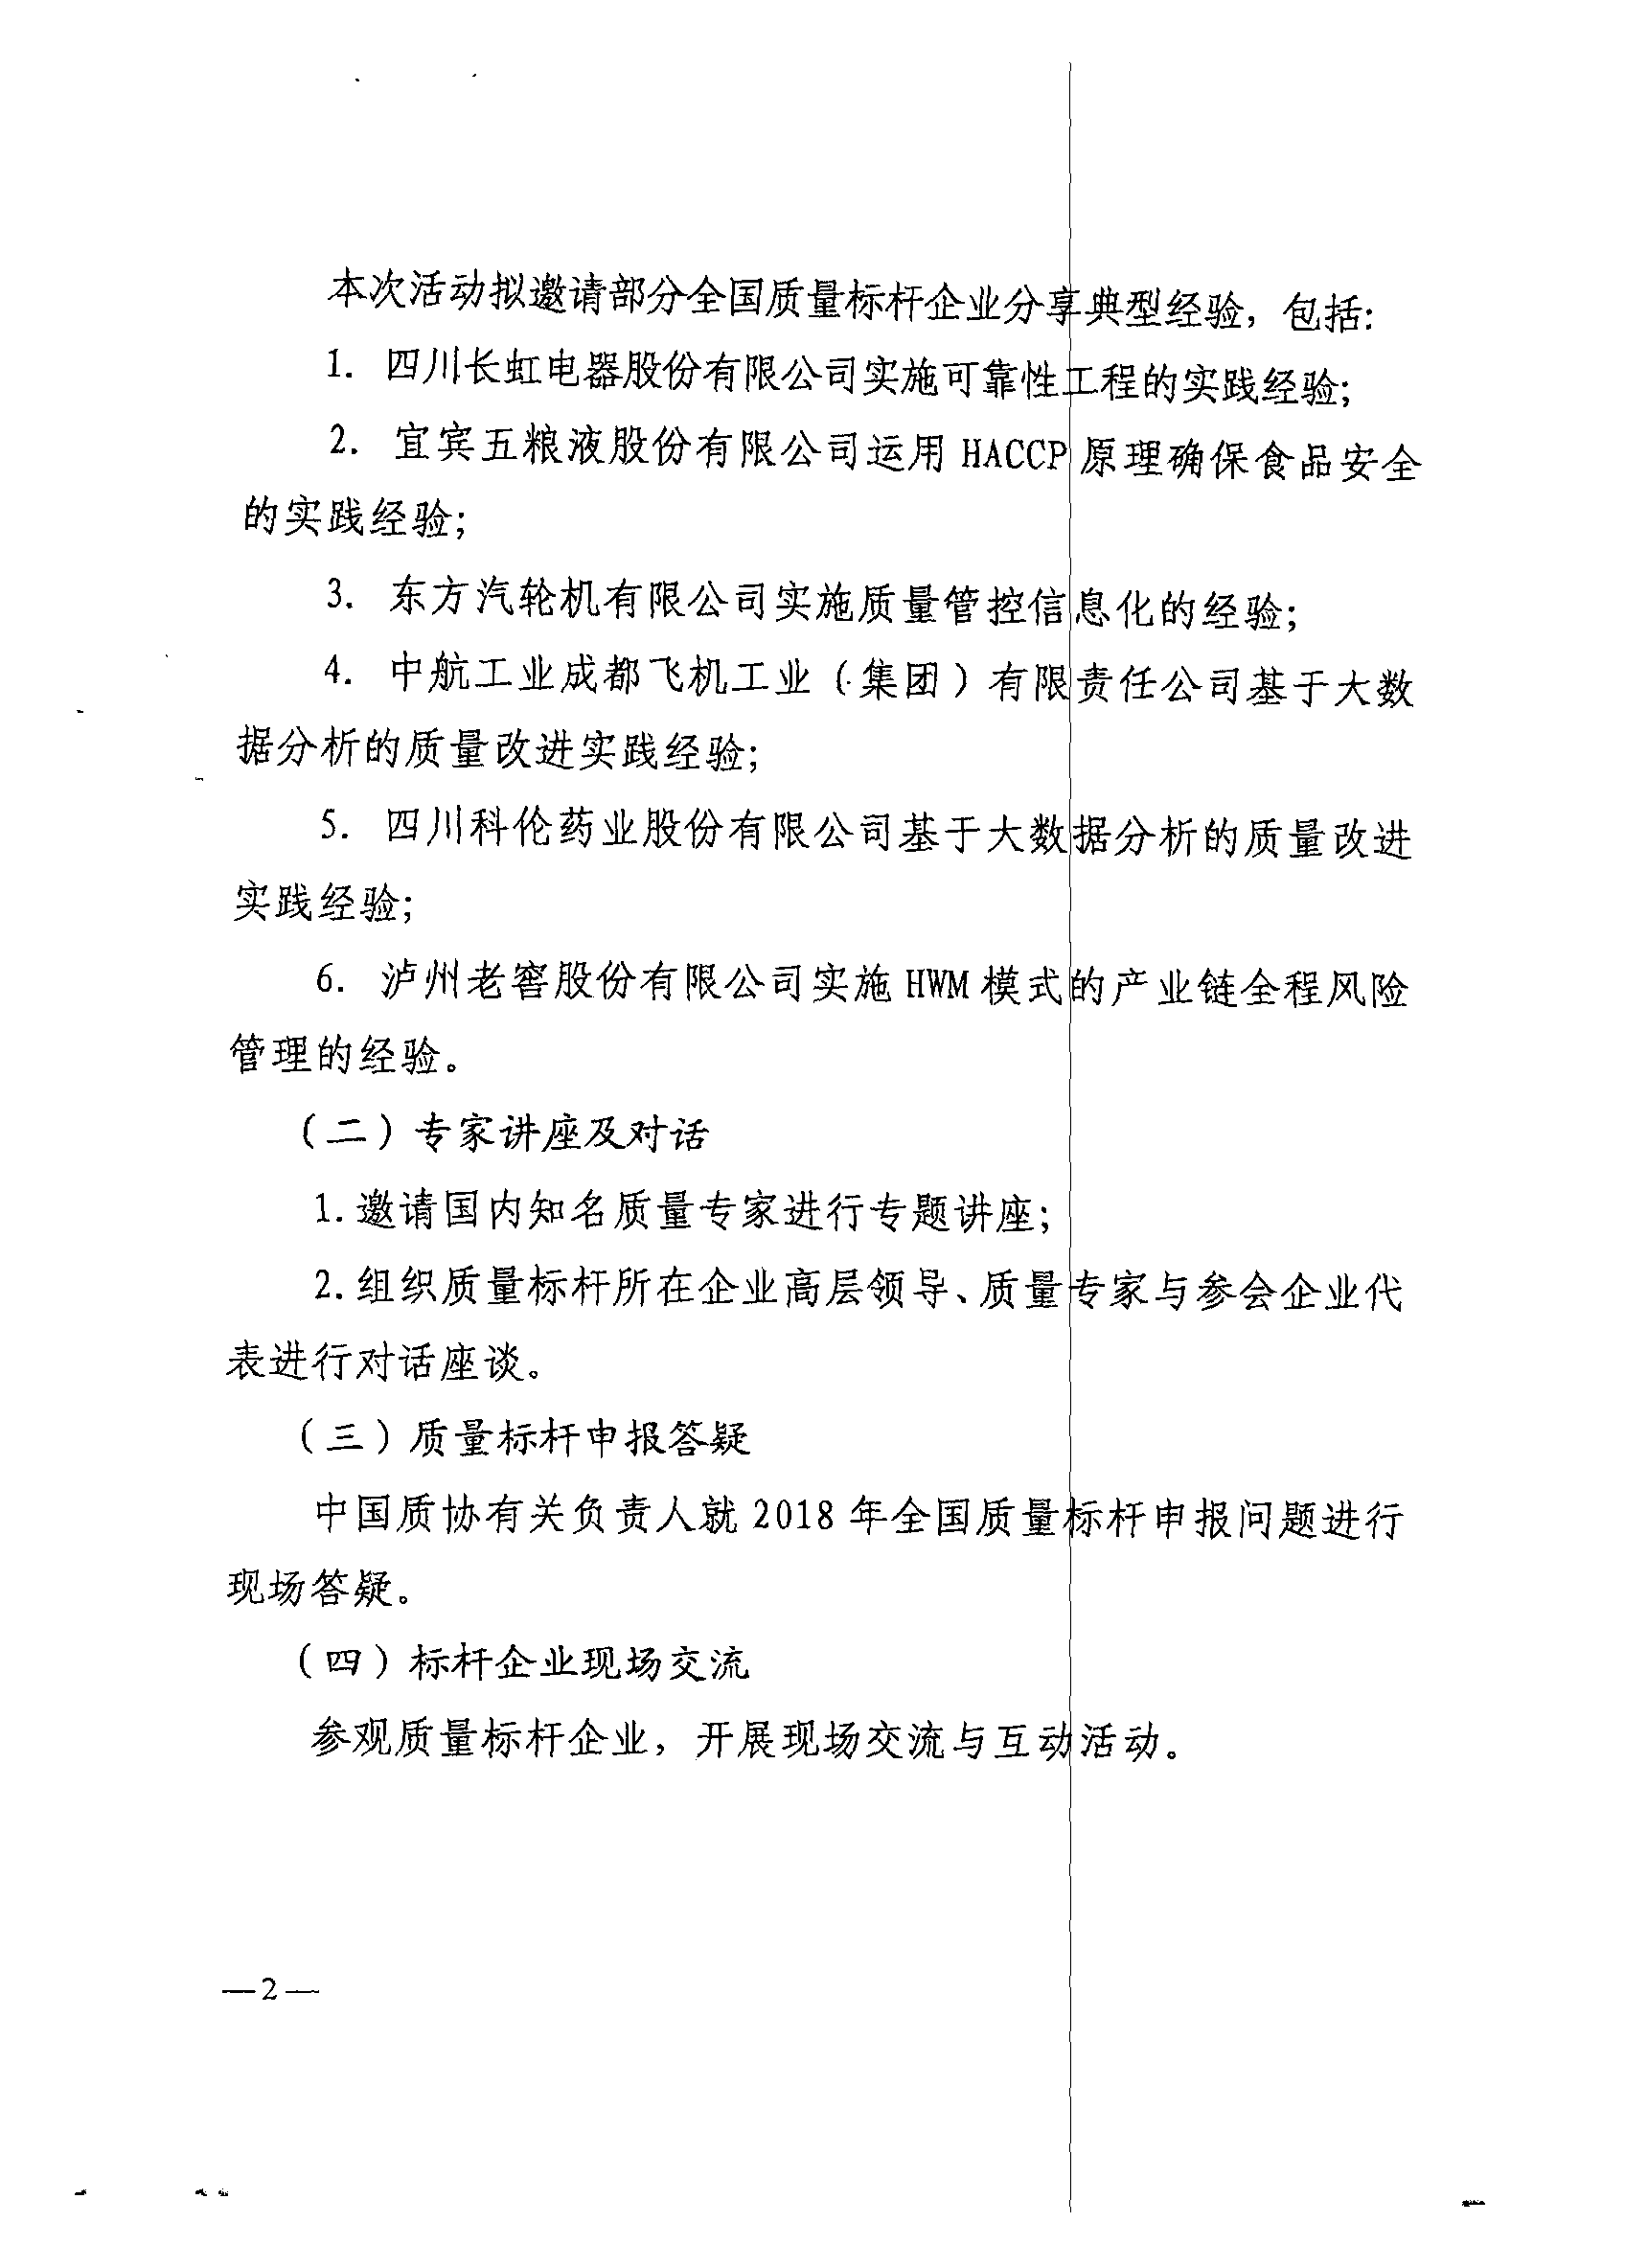 本次活动拟邀请部分全国质量标杆企业分享典型经验，包括:
1. 四川长虹电器股份有限公司实施可靠性工程的实践经验;
2. 宜宾五粮液股份有限公司运用 HACCP 原理确保食品安全
的实践经验;
3. 东方汽轮机有限公司实施质量管控信息化的经验;
4. 中航工业成都飞机工业（集团）有限责任公司基于大数
据分析的质量改进实践经验;
5. 四川科伦药业股份有限公司基于大数据分析的质量改进
实践经验;
6. 泸州老窖股份有限公司实施 HWM 模式的产业链全程风险
管理的经验。
（二）专家讲座及对话
1.邀请国内知名质量专家进行专题讲座;
2.组织质量标杆所在企业高层领导、质量专家与参会企业代
表进行对话座谈。
（三）质量标杆申报答疑
中国质协有关负责人就 2018 年全国质量标杆申报问题进行
现场答疑。
（四）标杆企业现场交流
参观质量标杆企业，开展现场交流与互动活动。
—2—